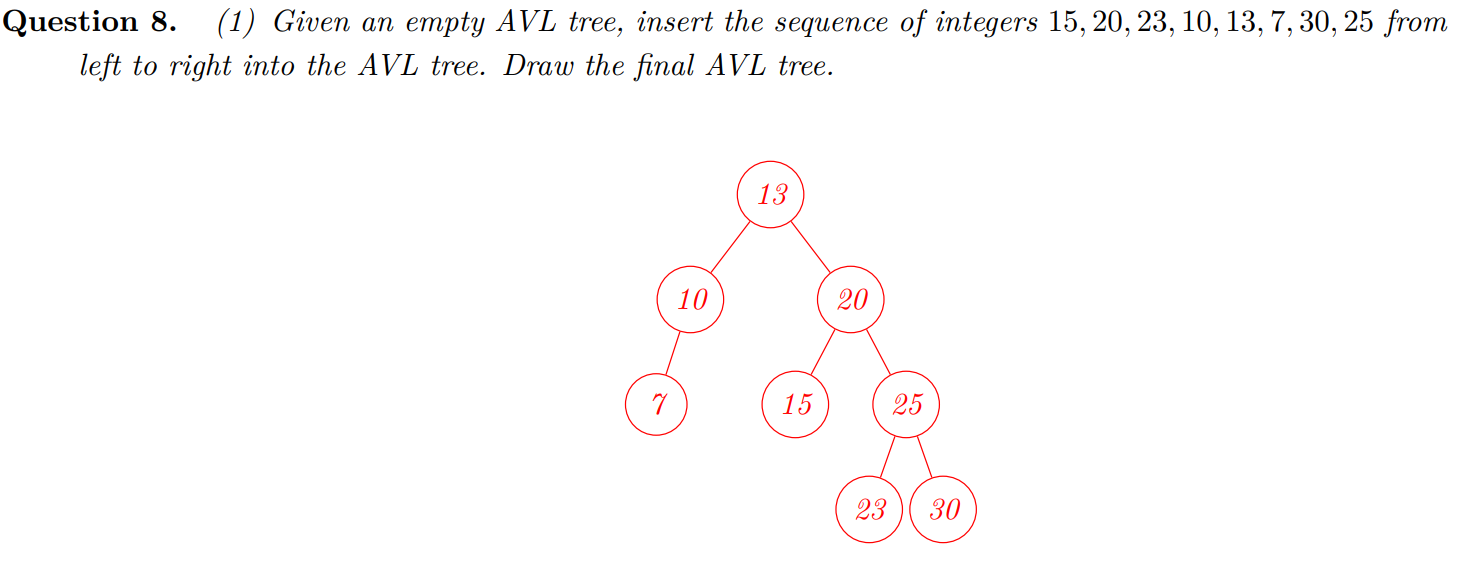 Question 8. (1) Given an empty AVL tree, insert the sequence of integers 15, 20, 23, 10, 13, 7, 30, 25 from
left to right into the AVL tree. Draw the final AVL tree.
13
10 20
7 15 25
23 30